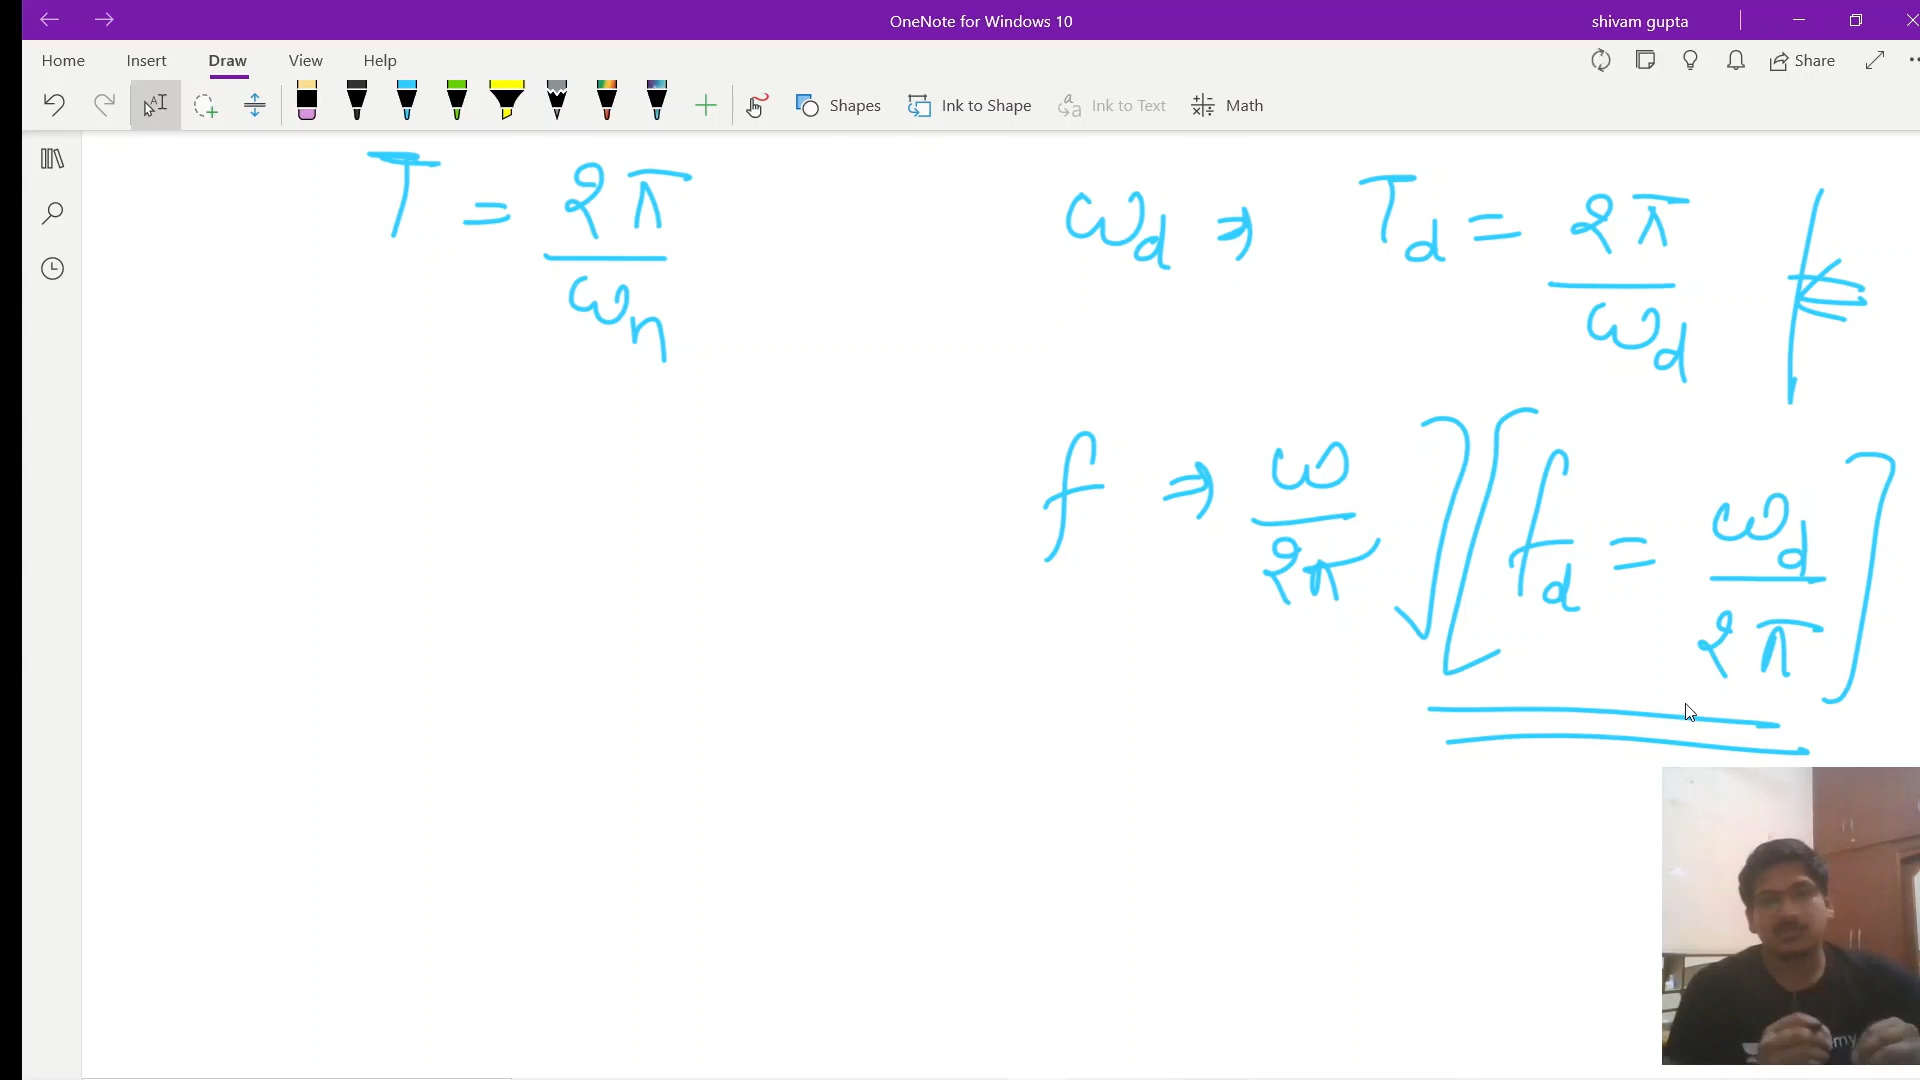 OneNote for Windows 10
shivam gupta
Home Insert Draw View Help
Share
Shapes Ink to Shape Ink to Text Math
T = 2π / ωn
ωd ⇒ Td = 2π / ωd
f ⇒ ω / 2π [ fd = ωd / 2π ]
my